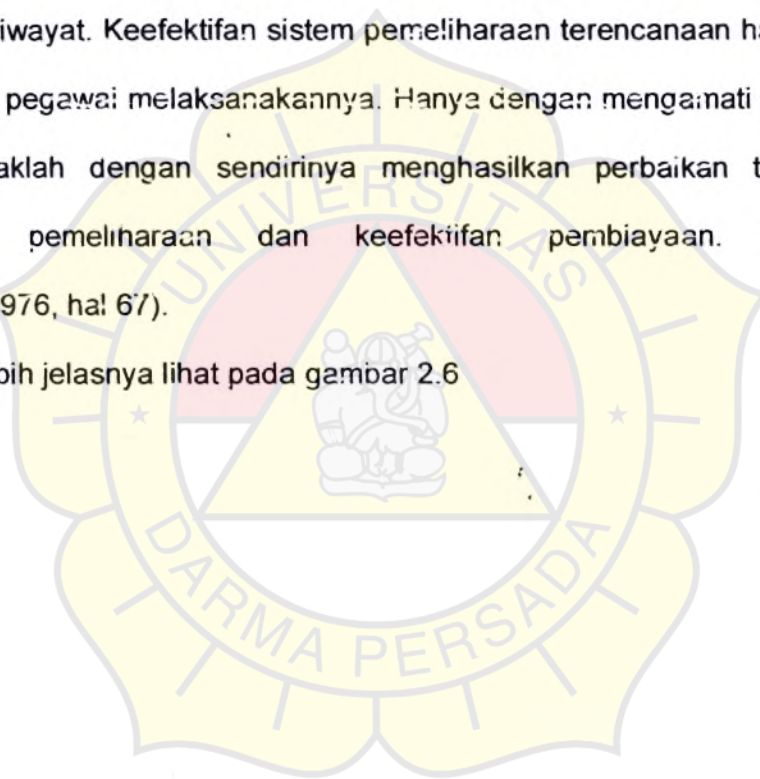 iwayat. Keefektifan sistem pemeliharaan terencanaan ha
pegawai melaksanakannya. Hanya dengan mengamati
aklah dengan sendirinya menghasilkan perbaikan t
pemeliharaan dan keefektifan pembiayaan.
976, hal 67).
bih jelasnya lihat pada gambar 2.6
UNIVERSITAS
DARMA PERSADA